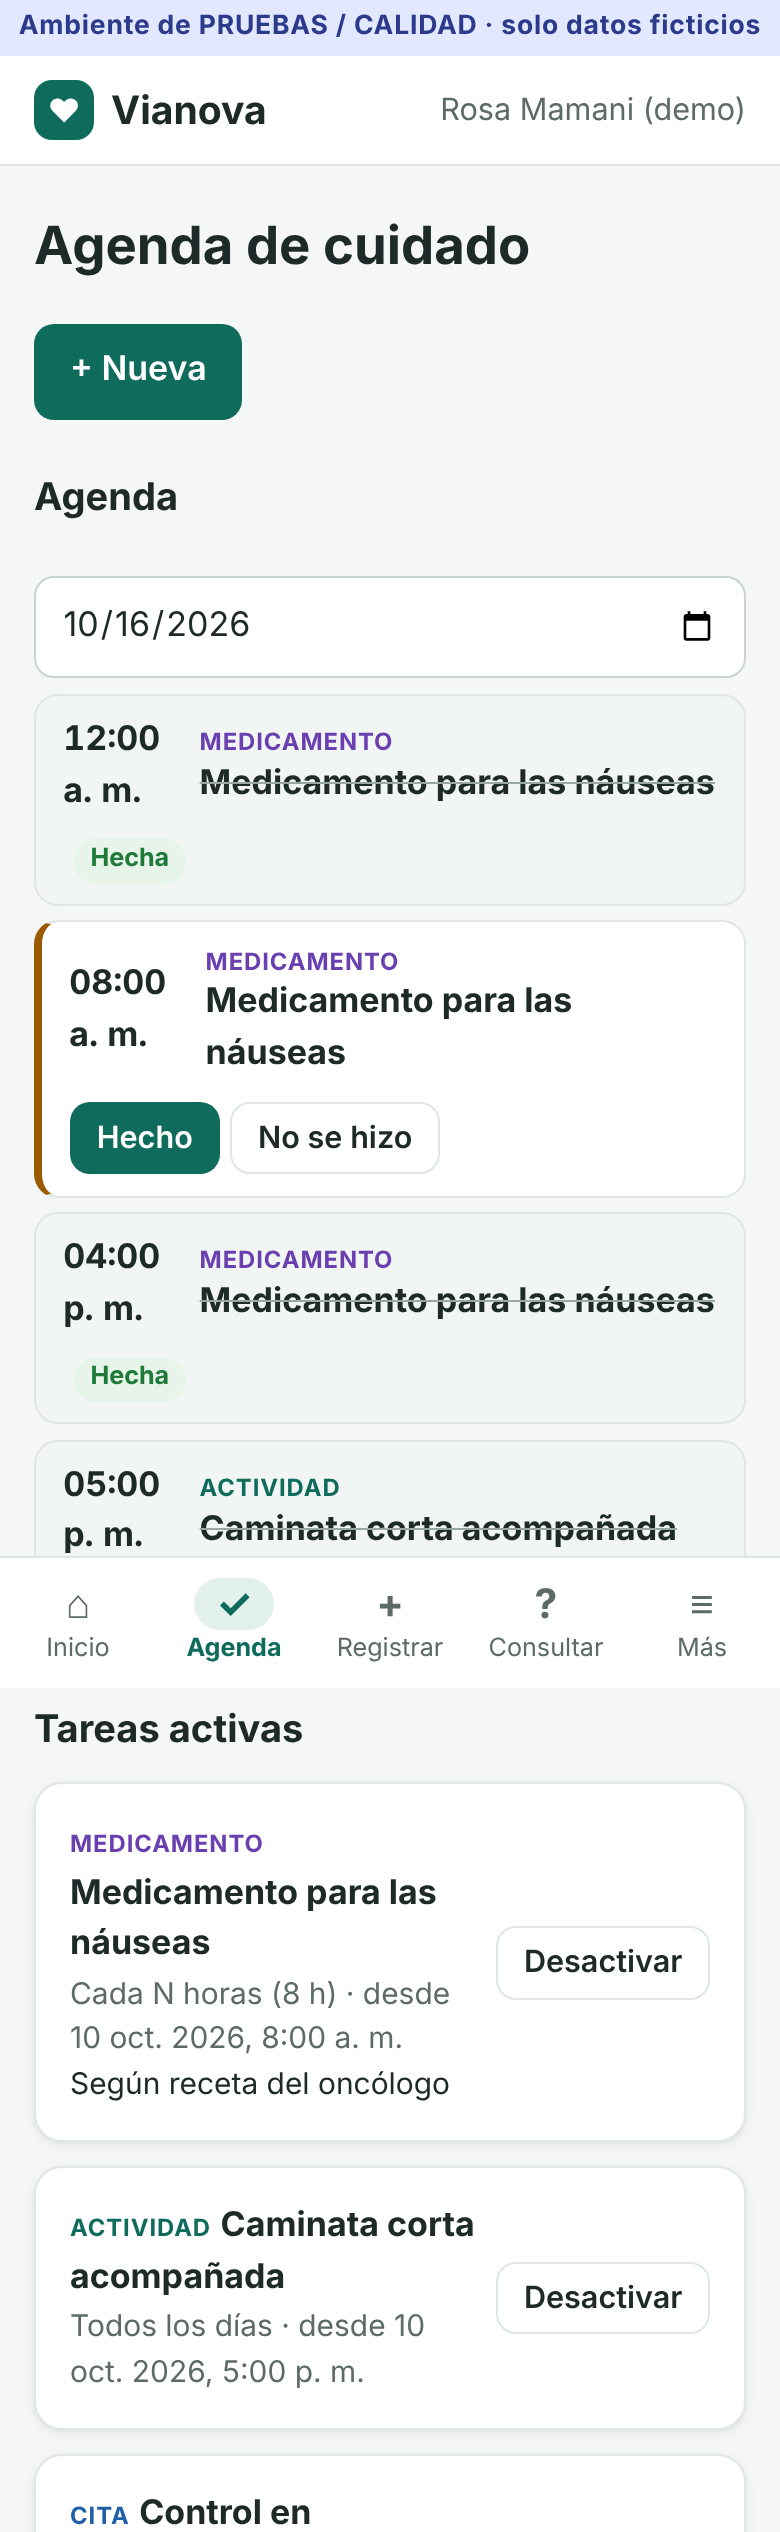 Ambiente de PRUEBAS / CALIDAD · solo datos ficticios
Vianova
Rosa Mamani (demo)
Agenda de cuidado
+ Nueva
Agenda
10/16/2026
12:00
a. m.
MEDICAMENTO
Medicamento para las náuseas
Hecha
08:00
a. m.
MEDICAMENTO
Medicamento para las
náuseas
Hecho
No se hizo
04:00
p. m.
MEDICAMENTO
Medicamento para las náuseas
Hecha
05:00
p. m.
ACTIVIDAD
Caminata corta acompañada
Inicio
Agenda
Registrar
Consultar
Más
Tareas activas
MEDICAMENTO
Medicamento para las
náuseas
Cada N horas (8 h) · desde
10 oct. 2026, 8:00 a. m.
Según receta del oncólogo
Desactivar
ACTIVIDAD Caminata corta
acompañada
Todos los días · desde 10
oct. 2026, 5:00 p. m.
Desactivar
CITA Control en